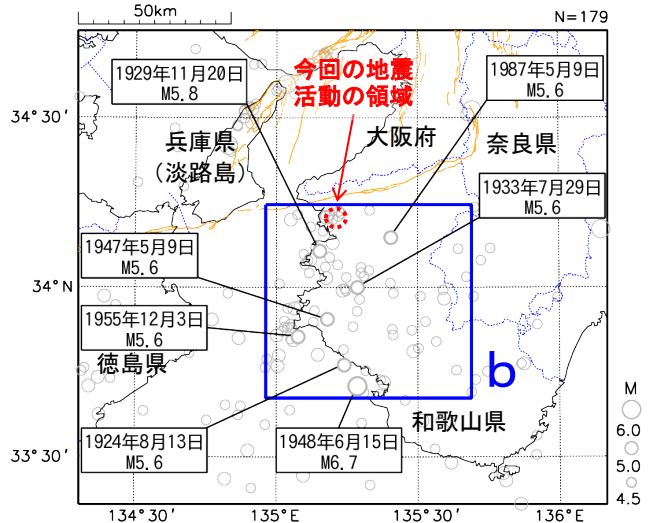 50km
N=179
1929年11月20日
M5.8
今回の地震
活動の領域
1987年5月9日
M5.6
34°30'
兵庫県
（淡路島）
大阪府
奈良県
1933年7月29日
M5.6
1947年5月9日
M5.6
34°N
1955年12月3日
M5.6
徳島県
b
M
6.0
5.0
4.5
和歌山県
1924年8月13日
M5.6
1948年6月15日
M6.7
33°30'
134°30'
135°E
135°30'
136°E